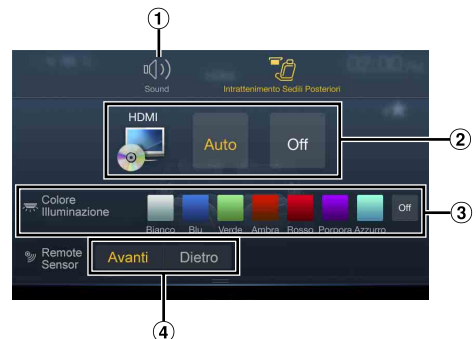 1
Sound
Intrattenimento Sedili Posteriori
HDMI
Auto
Off
2
Colore
Illuminazione
Bianco Blu Verde Ambra Rosso Porpora Azzurro
Off
3
Remote
Sensor
Avanti
Dietro
4